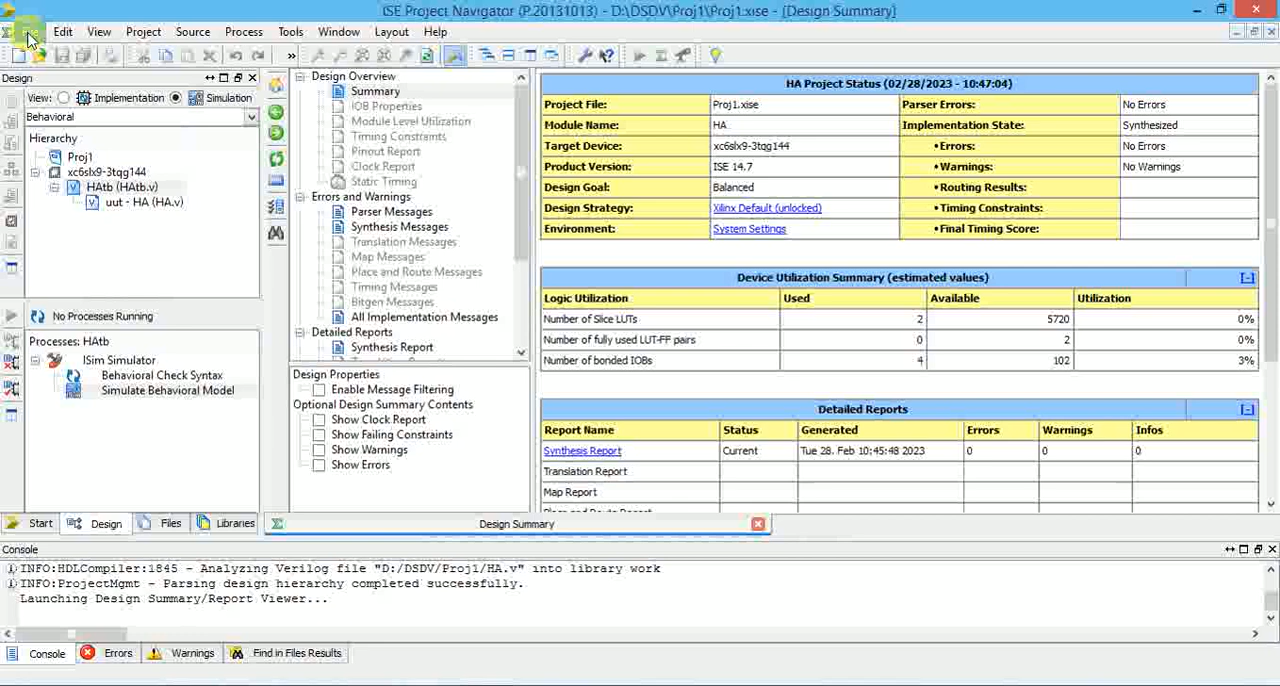 ISE Project Navigator (P.20131013) - D:\DSDV\Proj1\Proj1.xise - [Design Summary]
Edit View Project Source Process Tools Window Layout Help
Design
View: Implementation Simulation
Behavioral
Hierarchy
Proj1
xc6slx9-3tqg144
HAtb (HAtb.v)
uut - HA (HA.v)
No Processes Running
Processes: HAtb
ISim Simulator
Behavioral Check Syntax
Simulate Behavioral Model
Start Design Files Libraries
Design Overview
Summary
IOB Properties
Module Level Utilization
Timing Constraints
Pinout Report
Clock Report
Static Timing
Errors and Warnings
Parser Messages
Synthesis Messages
Translation Messages
Map Messages
Place and Route Messages
Timing Messages
Bitgen Messages
All Implementation Messages
Detailed Reports
Synthesis Report
Design Properties
Enable Message Filtering
Optional Design Summary Contents
Show Clock Report
Show Failing Constraints
Show Warnings
Show Errors
HA Project Status (02/28/2023 - 10:47:04)
Project File: Proj1.xise Parser Errors: No Errors
Module Name: HA Implementation State: Synthesized
Target Device: xc6slx9-3tqg144 •Errors: No Errors
Product Version: ISE 14.7 •Warnings: No Warnings
Design Goal: Balanced •Routing Results:
Design Strategy: Xilinx Default (unlocked) •Timing Constraints:
Environment: System Settings •Final Timing Score:
Device Utilization Summary (estimated values) [-]
Logic Utilization Used Available Utilization
Number of Slice LUTs 2 5720 0%
Number of fully used LUT-FF pairs 0 2 0%
Number of bonded IOBs 4 102 3%
Detailed Reports [-]
Report Name Status Generated Errors Warnings Infos
Synthesis Report Current Tue 28. Feb 10:45:48 2023 0 0 0
Translation Report
Map Report
Design Summary
Console
INFO:HDLCompiler:1845 - Analyzing Verilog file "D:/DSDV/Proj1/HA.v" into library work
INFO:ProjectMgmt - Parsing design hierarchy completed successfully.
Launching Design Summary/Report Viewer...
Console Errors Warnings Find in Files Results